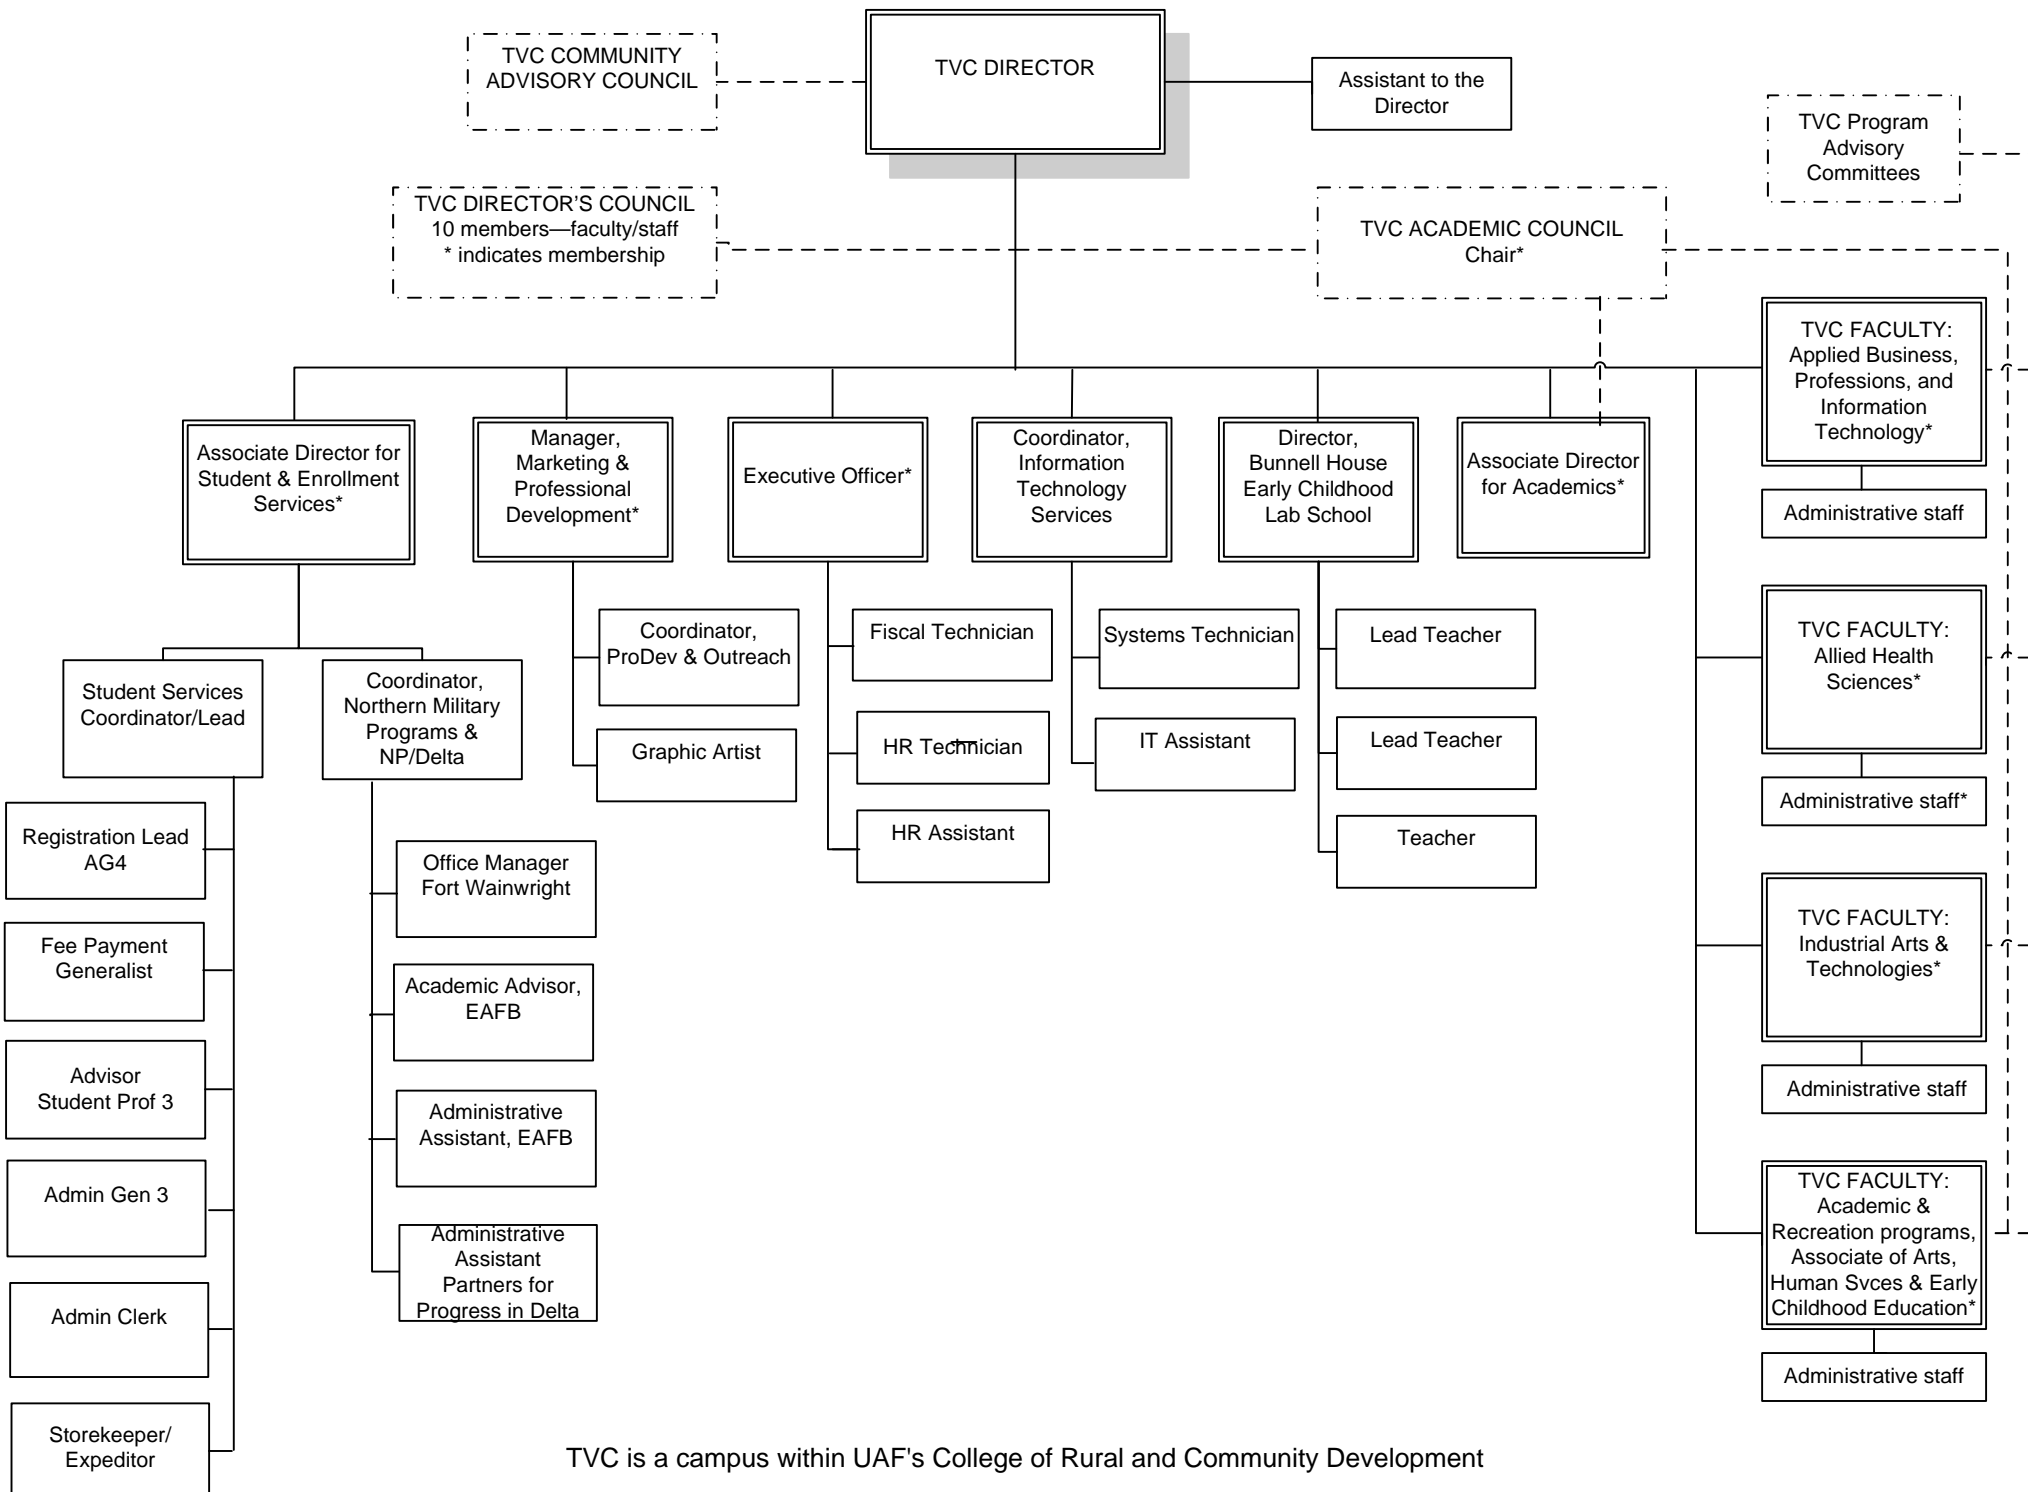 TVC COMMUNITY
ADVISORY COUNCIL
TVC DIRECTOR
Assistant to the
Director
TVC Program
Advisory
Committees
TVC DIRECTOR’S COUNCIL
10 members—faculty/staff
* indicates membership
TVC ACADEMIC COUNCIL
Chair*
Associate Director for
Student & Enrollment
Services*
Manager,
Marketing &
Professional
Development*
Executive Officer*
Coordinator,
Information
Technology
Services
Director,
Bunnell House
Early Childhood
Lab School
Associate Director
for Academics*
TVC FACULTY:
Applied Business,
Professions, and
Information
Technology*
Administrative staff
Student Services
Coordinator/Lead
Coordinator,
Northern Military
Programs &
NP/Delta
Coordinator,
ProDev & Outreach
Graphic Artist
Fiscal Technician
HR Technician
HR Assistant
Systems Technician
IT Assistant
Lead Teacher
Lead Teacher
Teacher
TVC FACULTY:
Allied Health
Sciences*
Administrative staff*
Registration Lead
AG4
Fee Payment
Generalist
Advisor
Student Prof 3
Admin Gen 3
Admin Clerk
Storekeeper/
Expeditor
Office Manager
Fort Wainwright
Academic Advisor,
EAFB
Administrative
Assistant, EAFB
Administrative
Assistant
Partners for
Progress in Delta
TVC FACULTY:
Industrial Arts &
Technologies*
Administrative staff
TVC FACULTY:
Academic &
Recreation programs,
Associate of Arts,
Human Svces & Early
Childhood Education*
Administrative staff
TVC is a campus within UAF's College of Rural and Community Development